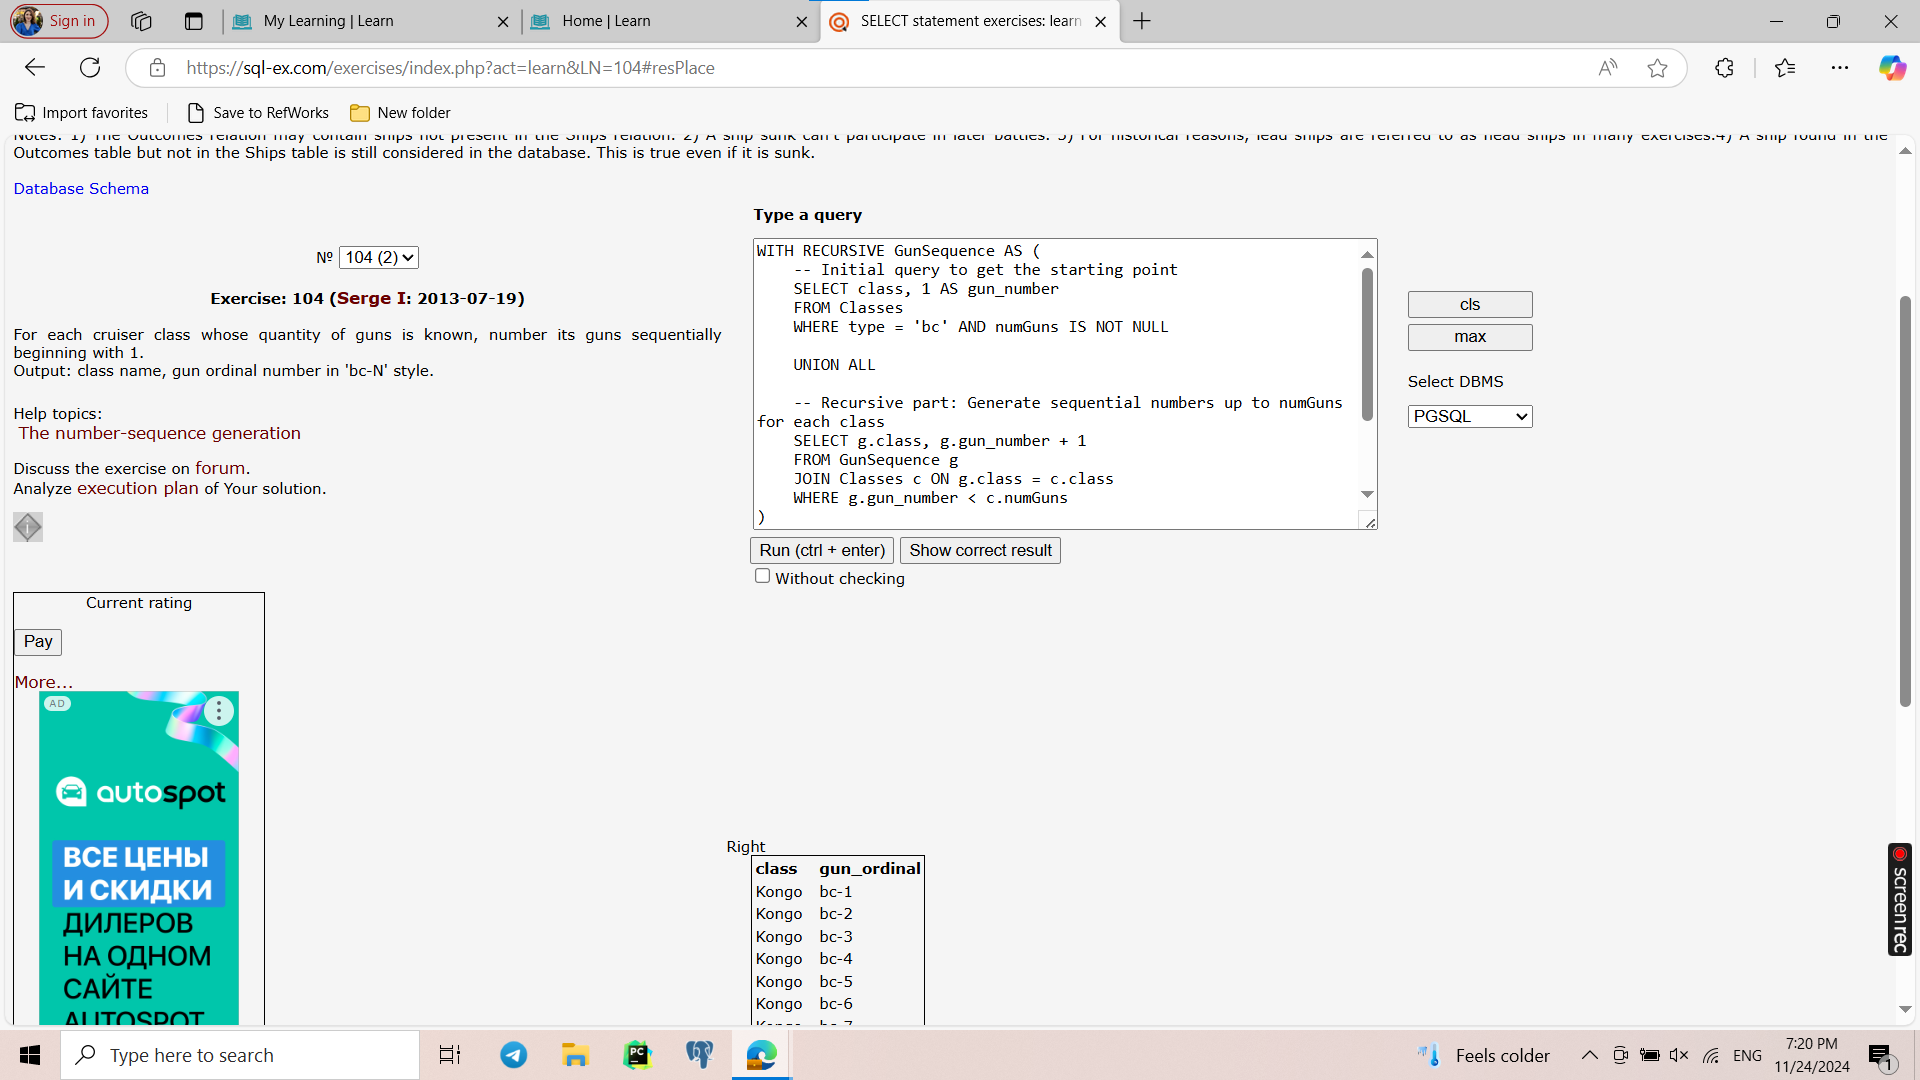 Sign in
My Learning | Learn
Home | Learn
SELECT statement exercises: learn
https://sql-ex.com/exercises/index.php?act=learn&LN=104#resPlace
Import favorites
Save to RefWorks
New folder
Notes: 1) The Outcomes relation may contain ships not present in the Ships relation. 2) A ship sunk can't participate in later battles. 3) For historical reasons, lead ships are referred to as head ships in many exercises.4) A ship found in the
Outcomes table but not in the Ships table is still considered in the database. This is true even if it is sunk.
Database Schema
Type a query
№ 104 (2)
Exercise: 104 (Serge I: 2013-07-19)
For each cruiser class whose quantity of guns is known, number its guns sequentially
beginning with 1.
Output: class name, gun ordinal number in 'bc-N' style.
Help topics:
The number-sequence generation
Discuss the exercise on forum.
Analyze execution plan of Your solution.
WITH RECURSIVE GunSequence AS (
-- Initial query to get the starting point
SELECT class, 1 AS gun_number
FROM Classes
WHERE type = 'bc' AND numGuns IS NOT NULL
UNION ALL
-- Recursive part: Generate sequential numbers up to numGuns
for each class
SELECT g.class, g.gun_number + 1
FROM GunSequence g
JOIN Classes c ON g.class = c.class
WHERE g.gun_number < c.numGuns
)
cls
max
Select DBMS
PGSQL
Run (ctrl + enter)
Show correct result
Without checking
Current rating
Pay
More...
AD
autospot
ВСЕ ЦЕНЫ
И СКИДКИ
ДИЛЕРОВ
НА ОДНОМ
САЙТЕ
AUTOSPOT
Right
class gun_ordinal
Kongo bc-1
Kongo bc-2
Kongo bc-3
Kongo bc-4
Kongo bc-5
Kongo bc-6
Kongo bc-7
screenrec
Type here to search
PC
Feels colder
ENG
7:20 PM
11/24/2024
1